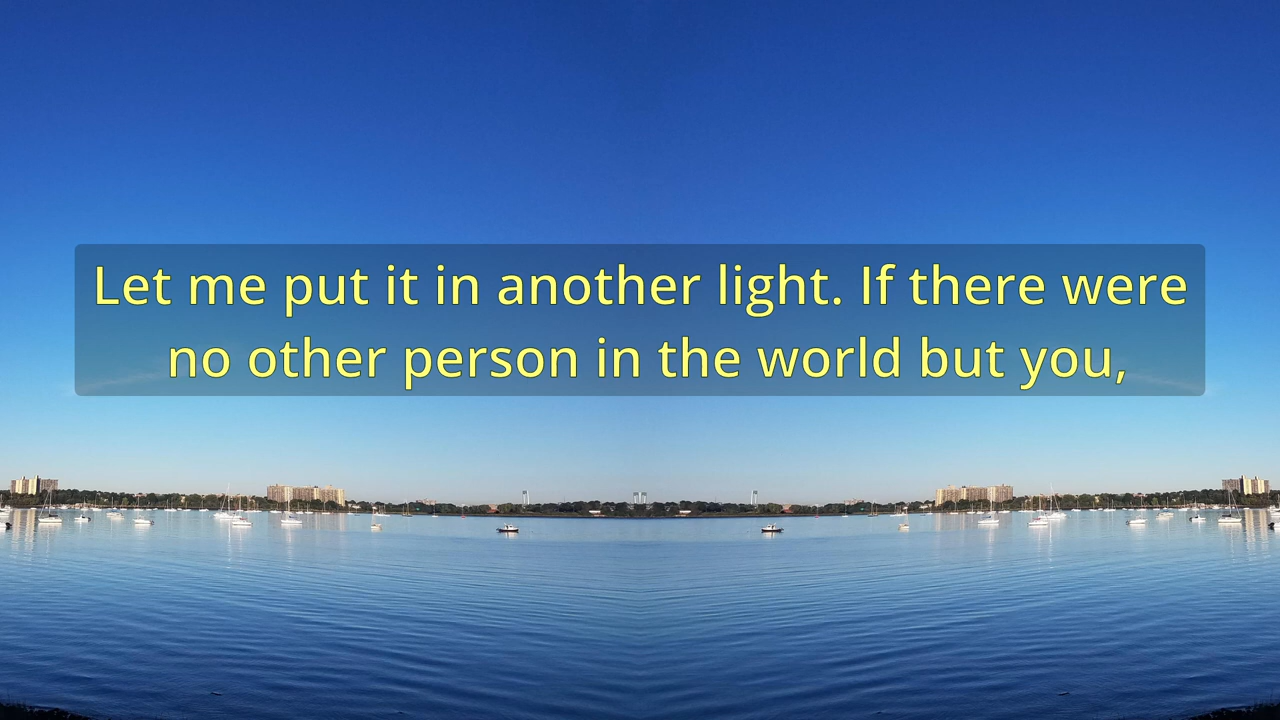 Let me put it in another light. If there were
no other person in the world but you,